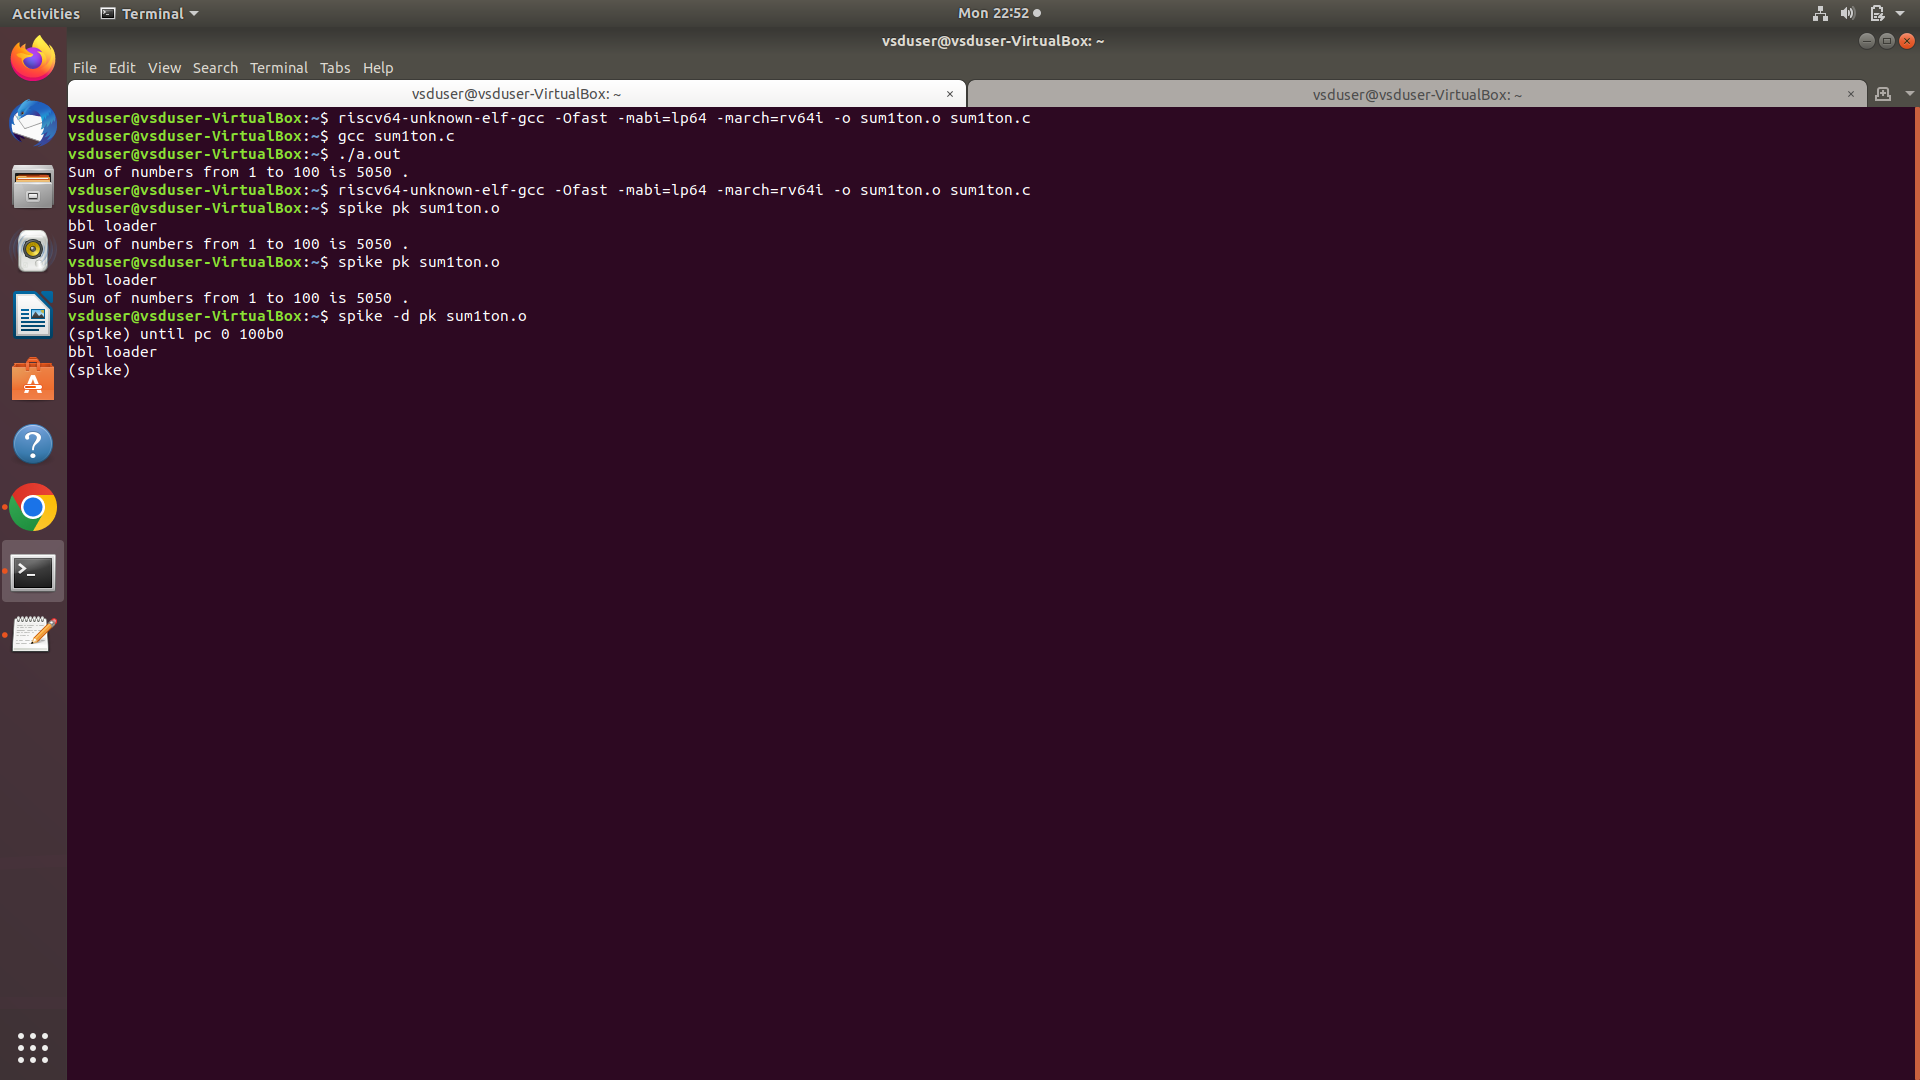 Activities Terminal Mon 22:52
vsduser@vsduser-VirtualBox: ~
File Edit View Search Terminal Tabs Help
vsduser@vsduser-VirtualBox: ~ × vsduser@vsduser-VirtualBox: ~ ×
vsduser@vsduser-VirtualBox:~$ riscv64-unknown-elf-gcc -Ofast -mabi=lp64 -march=rv64i -o sum1ton.o sum1ton.c
vsduser@vsduser-VirtualBox:~$ gcc sum1ton.c
vsduser@vsduser-VirtualBox:~$ ./a.out
Sum of numbers from 1 to 100 is 5050 .
vsduser@vsduser-VirtualBox:~$ riscv64-unknown-elf-gcc -Ofast -mabi=lp64 -march=rv64i -o sum1ton.o sum1ton.c
vsduser@vsduser-VirtualBox:~$ spike pk sum1ton.o
bbl loader
Sum of numbers from 1 to 100 is 5050 .
vsduser@vsduser-VirtualBox:~$ spike pk sum1ton.o
bbl loader
Sum of numbers from 1 to 100 is 5050 .
vsduser@vsduser-VirtualBox:~$ spike -d pk sum1ton.o
(spike) until pc 0 100b0
bbl loader
(spike)